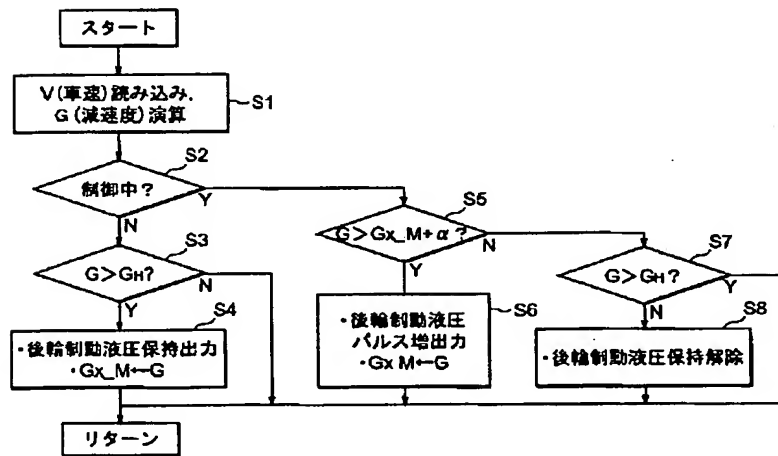 スタート
V(車速)読み込み,
G(減速度)演算
S1
S2
制御中?
Y
N
S3
G>GH?
N
Y
S4
・後輪制動液圧保持出力
・Gx_M←G
S5
G>Gx_M+α?
N
Y
S6
・後輪制動液圧
パルス増出力
・Gx M←G
S7
G>GH?
Y
N
S8
・後輪制動液圧保持解除
リターン